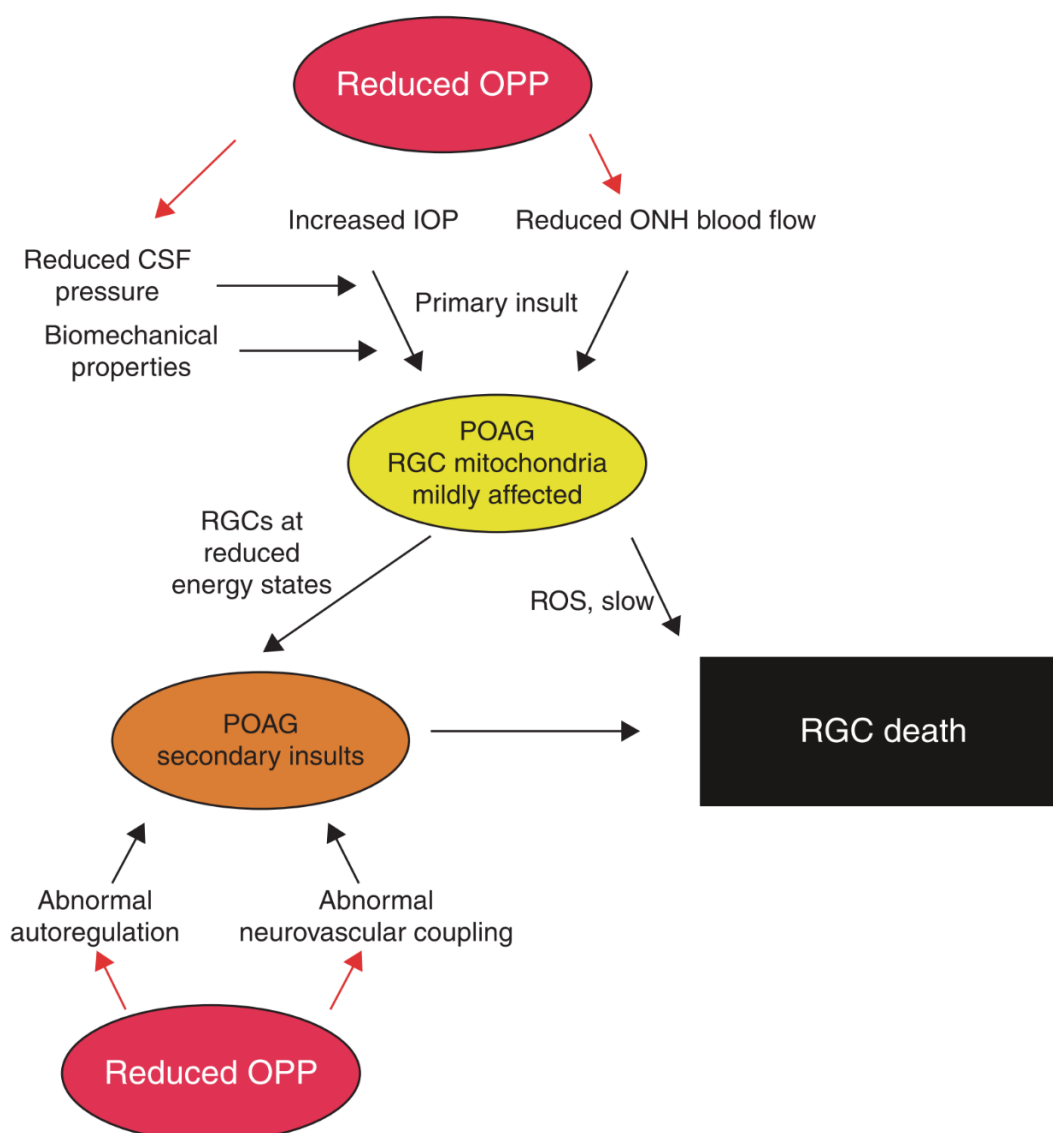 Reduced OPP
Increased IOP
Reduced ONH blood flow
Reduced CSF
pressure
Primary insult
Biomechanical
properties
POAG
RGC mitochondria
mildly affected
RGCs at
reduced
energy states
ROS, slow
POAG
secondary insults
RGC death
Abnormal
autoregulation
Abnormal
neurovascular coupling
Reduced OPP